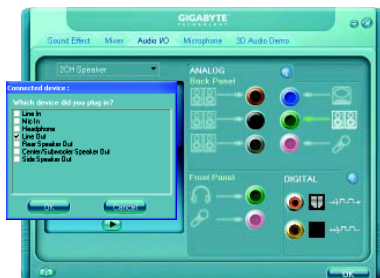 GIGABYTE
Sound Effect Mixer Audio I/O Microphone 3D Audio Demo
2CH Speaker
ANALOG
Back Panel
Connected device :
Which device did you plug in?
Line In
Mic In
Headphone
Line Out
Rear Speaker Out
Center/Subwoofer Speaker Out
Side Speaker Out
OK Cancel
Front Panel
DIGITAL
OK